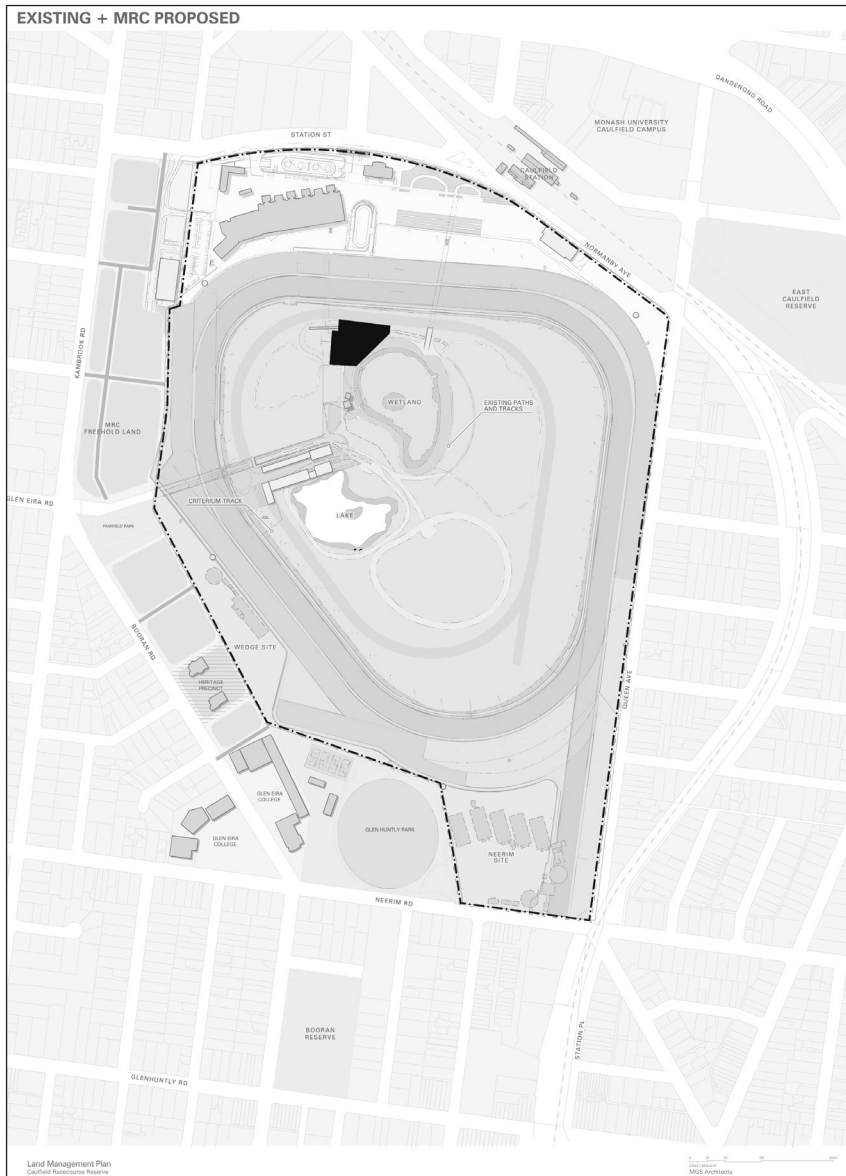 EXISTING + MRC PROPOSED
DANDENONG ROAD
MONASH UNIVERSITY
CAULFIELD CAMPUS
STATION ST
CAULFIELD
STATION
NORMANBY AVE
EAST
CAULFIELD
RESERVE
KAMBROOK RD
WETLAND
EXISTING PATHS
AND TRACKS
MRC
FREEHOLD LAND
GLEN EIRA RD
CRITERIUM TRACK
LAKE
BOORAN RD
WEDGE SITE
HERITAGE
PRECINCT
QUEEN AVE
GLEN EIRA
COLLEGE
GLEN EIRA
COLLEGE
GLEN HUNTLY PARK
NEERIM
SITE
NEERIM RD
BOORAN
RESERVE
STATION PL
GLENHUNTLY RD
Land Management Plan
Caulfield Racecourse Reserve
MGS Architects